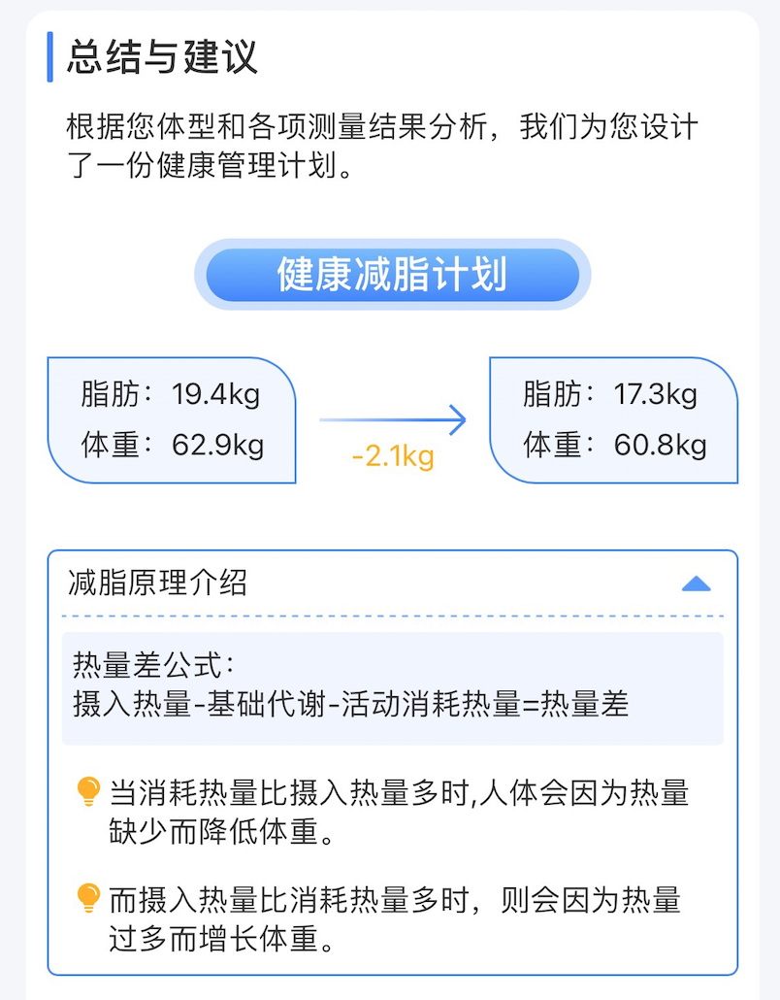 总结与建议
根据您体型和各项测量结果分析，我们为您设计
了一份健康管理计划。
健康减脂计划
脂肪：19.4kg
体重：62.9kg
-2.1kg
脂肪：17.3kg
体重：60.8kg
减脂原理介绍
热量差公式：
摄入热量-基础代谢-活动消耗热量=热量差
当消耗热量比摄入热量多时,人体会因为热量
缺少而降低体重。
而摄入热量比消耗热量多时，则会因为热量
过多而增长体重。